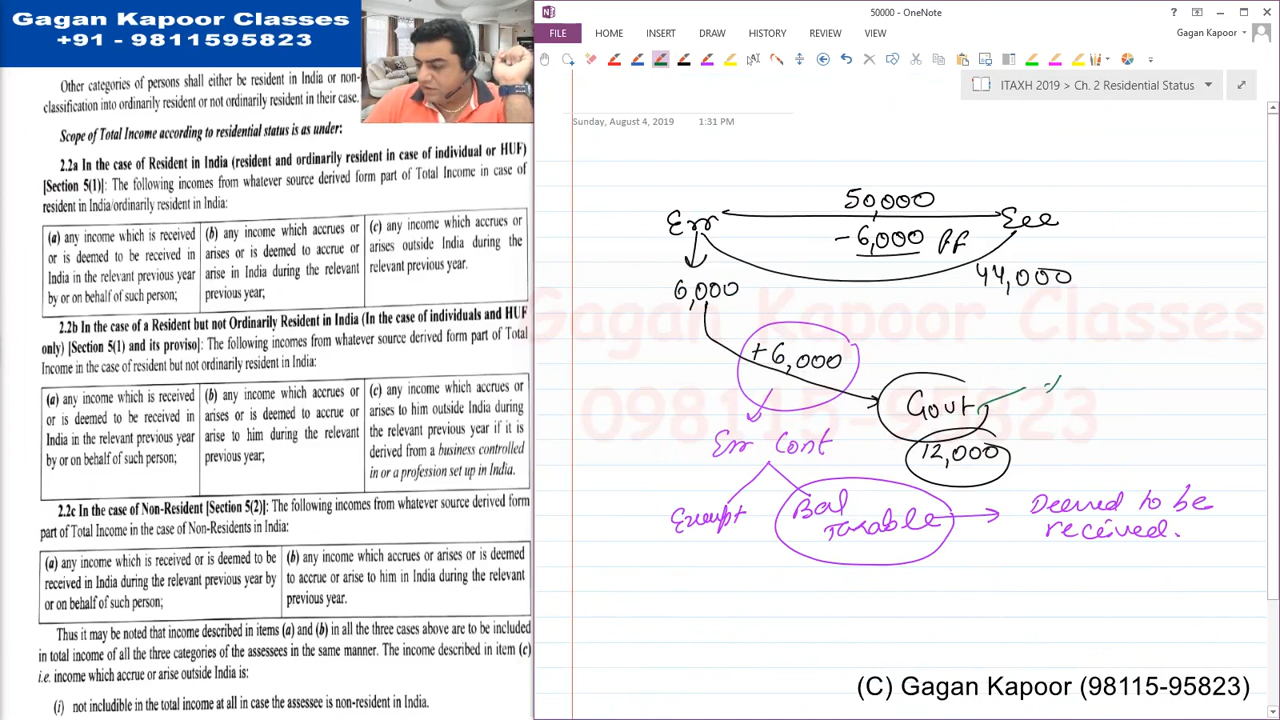 Gagan Kapoor Classes
+91 - 9811595823
Other categories of persons shall either be resident in India or non-
classification into ordinarily resident or not ordinarily resident in their case.
Scope of Total Income according to residential status is as under:
2.2a In the case of Resident in India (resident and ordinarily resident in case of individual or HUF)
[Section 5(1)]: The following incomes from whatever source derived form part of Total Income in case of
resident in India/ordinarily resident in India:
(a) any income which is received
or is deemed to be received in
India in the relevant previous year
by or on behalf of such person;
(b) any income which accrues or
arises or is deemed to accrue or
arise in India during the relevant
previous year;
(c) any income which accrues or
arises outside India during the
relevant previous year.
2.2b In the case of a Resident but not Ordinarily Resident in India (In the case of individuals and HUF
only) [Section 5(1) and its proviso]: The following incomes from whatever source derived form part of Total
Income in the case of resident but not ordinarily resident in India:
(a) any income which is received
or is deemed to be received in
India in the relevant previous year
by or on behalf of such person;
(b) any income which accrues or
arises or is deemed to accrue or
arise to him in India during the
relevant previous year;
(c) any income which accrues or
arises to him outside India during
the relevant previous year if it is
derived from a business controlled
in or a profession set up in India.
2.2c In the case of Non-Resident [Section 5(2)]: The following incomes from whatever source derived form
part of Total Income in the case of Non-Residents in India:
(a) any income which is received or is deemed to be
received in India during the relevant previous year by
or on behalf of such person;
(b) any income which accrues or arises or is deemed
to accrue or arise to him in India during the relevant
previous year.
Thus it may be noted that income described in items (a) and (b) in all the three cases above are to be included
in total income of all the three categories of the assessees in the same manner. The income described in item (c)
i.e. income which accrue or arise outside India is:
(i) not includible in the total income at all in case the assessee is non-resident in India.
50000 - OneNote
FILE HOME INSERT DRAW HISTORY REVIEW VIEW
Gagan Kapoor
ITAXH 2019 > Ch. 2 Residential Status
Sunday, August 4, 2019 1:31 PM
50,000
Err Eee
-6,000 PF
44,000
6,000
+6,000
Govt
12,000
Err Cont
Exempt
Bal
Taxable
Deemed to be
received.
Gagan Kapoor Classes
098115-95823
(C) Gagan Kapoor (98115-95823)